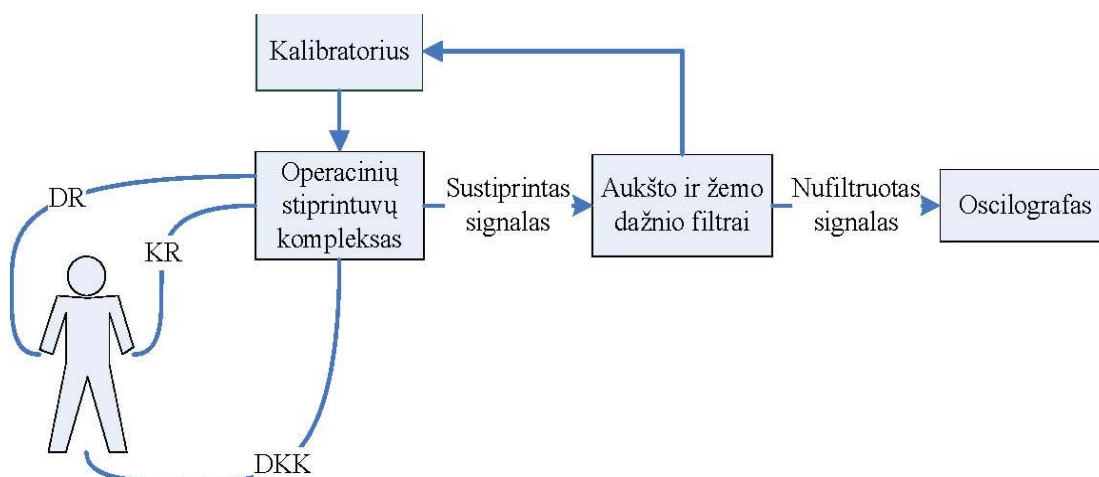 Kalibratorius
Operacinių
stiprintuvų
kompleksas
Sustiprintas
signalas
Aukšto ir žemo
dažnio filtrai
Nufiltruotas
signalas
Oscilografas
DR
KR
DKK